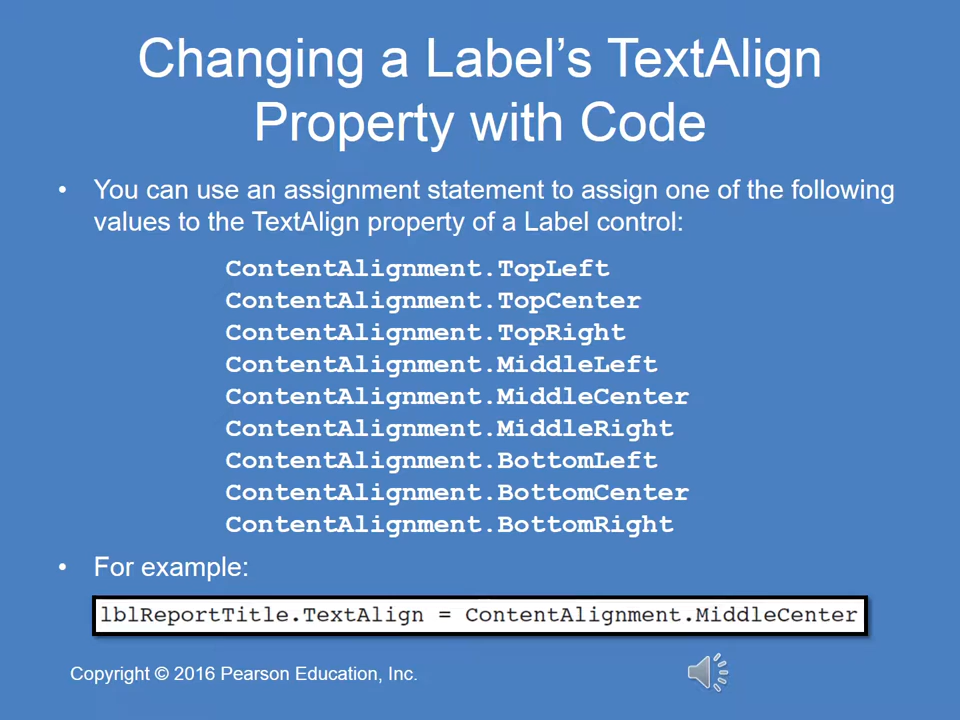 Changing a Label’s TextAlign
Property with Code
• You can use an assignment statement to assign one of the following
values to the TextAlign property of a Label control:
ContentAlignment.TopLeft
ContentAlignment.TopCenter
ContentAlignment.TopRight
ContentAlignment.MiddleLeft
ContentAlignment.MiddleCenter
ContentAlignment.MiddleRight
ContentAlignment.BottomLeft
ContentAlignment.BottomCenter
ContentAlignment.BottomRight
• For example:
lblReportTitle.TextAlign = ContentAlignment.MiddleCenter
Copyright © 2016 Pearson Education, Inc.